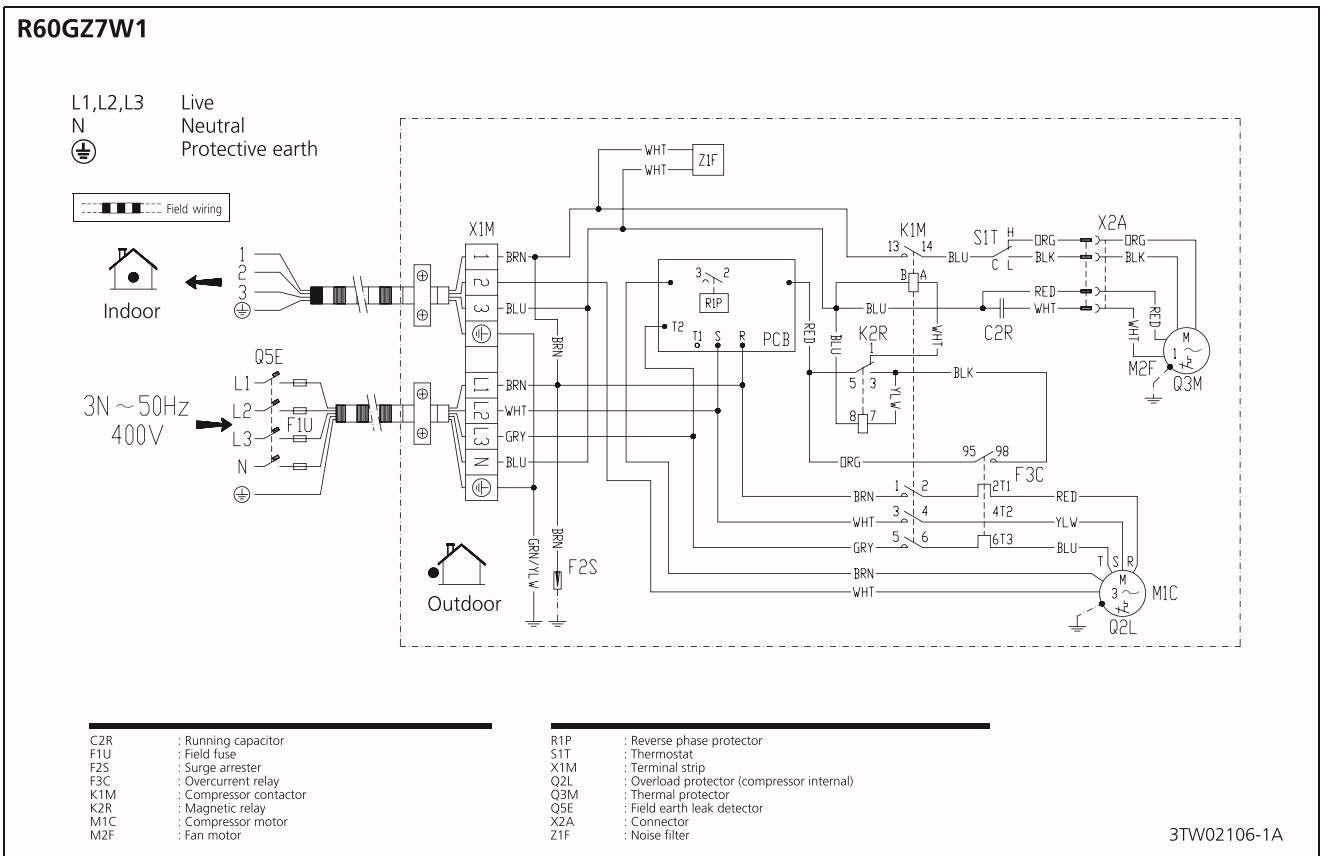 R60GZ7W1
L1,L2,L3 Live
N Neutral
Protective earth
Field wiring
Indoor
1
2
3
Q5E
L1
L2
L3
N
F1U
3N ~ 50Hz
400V
X1M
1
2
3
L1
L2
L3
N
BRN
BLU
BRN
WHT
GRY
BLU
BRN
GRN/YLW
BRN
F2S
Outdoor
WHT
WHT
Z1F
3 2
R1P
T2
T1 S R
PCB
RED
K1M
13 14
B A
BLU
S1T
H
C L
ORG
BLK
X2A
ORG
BLK
BLU
RED
WHT
C2R
BLU
K2R
WHT
1
5 3
YLW
8 7
BLK
WHT
RED
M2F
M
1 ~
Q3M
ORG
95 98
F3C
BRN
1 2
2T1
RED
WHT
3 4
4T2
YLW
GRY
5 6
6T3
BLU
BRN
WHT
T S R
M
3 ~
M1C
Q2L
C2R : Running capacitor
F1U : Field fuse
F2S : Surge arrester
F3C : Overcurrent relay
K1M : Compressor contactor
K2R : Magnetic relay
M1C : Compressor motor
M2F : Fan motor
R1P : Reverse phase protector
S1T : Thermostat
X1M : Terminal strip
Q2L : Overload protector (compressor internal)
Q3M : Thermal protector
Q5E : Field earth leak detector
X2A : Connector
Z1F : Noise filter
3TW02106-1A